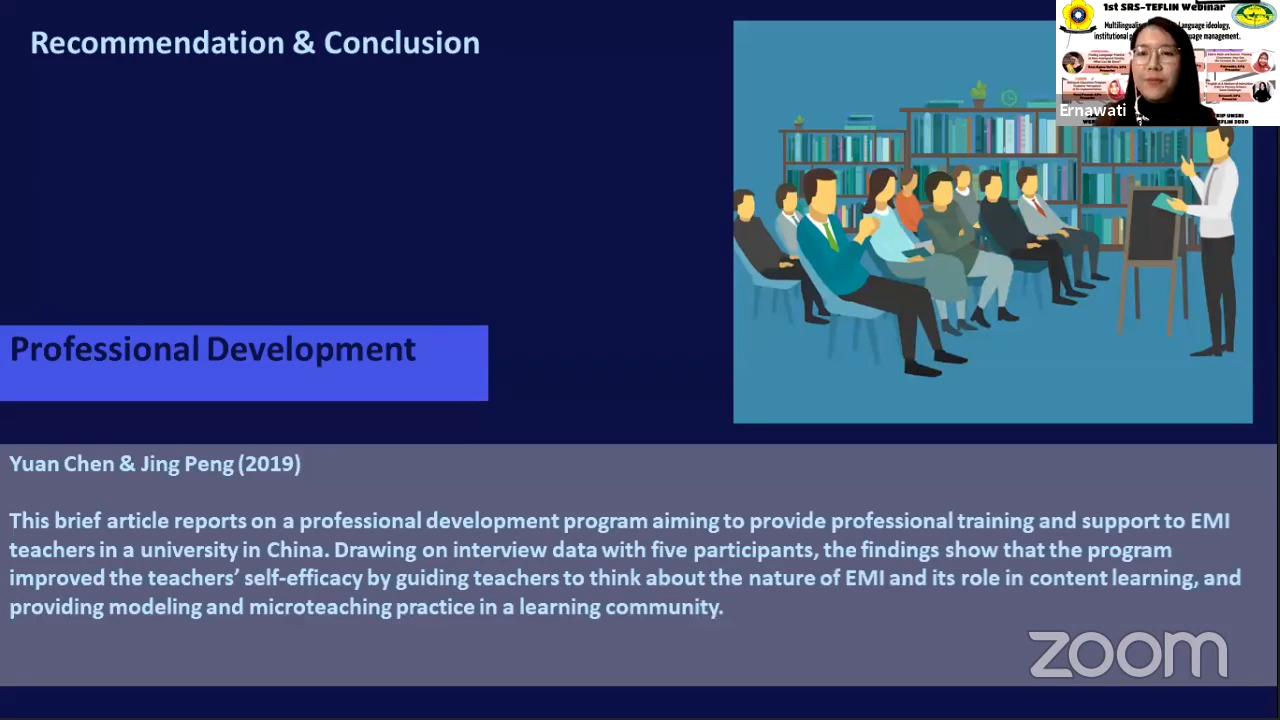 Recommendation & Conclusion
1st SRS-TEFLIN Webinar
Ernawati
Professional Development
Yuan Chen & Jing Peng (2019)
This brief article reports on a professional development program aiming to provide professional training and support to EMI
teachers in a university in China. Drawing on interview data with five participants, the findings show that the program
improved the teachers’ self-efficacy by guiding teachers to think about the nature of EMI and its role in content learning, and
providing modeling and microteaching practice in a learning community.
zoom